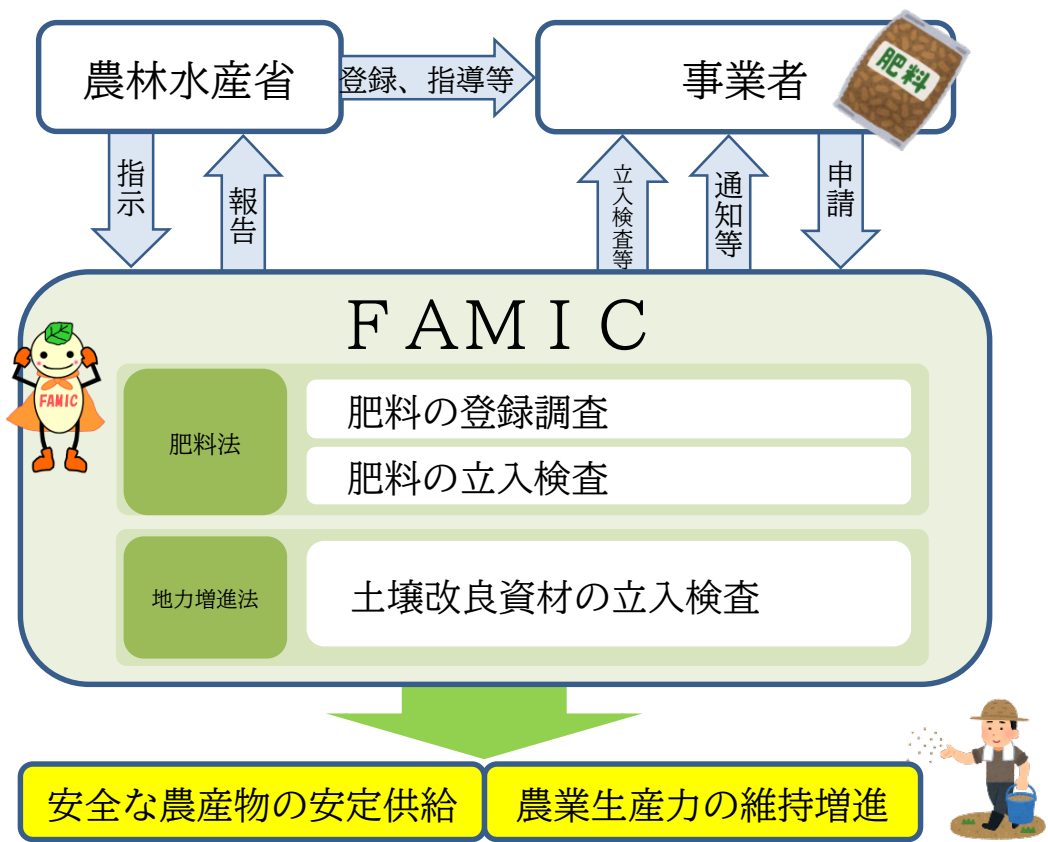 農林水産省
登録、指導等
事業者
肥料
指示
報告
立入検査等
通知等
申請
ＦＡＭＩＣ
FAMIC
肥料法
肥料の登録調査
肥料の立入検査
地力増進法
土壌改良資材の立入検査
安全な農産物の安定供給
農業生産力の維持増進